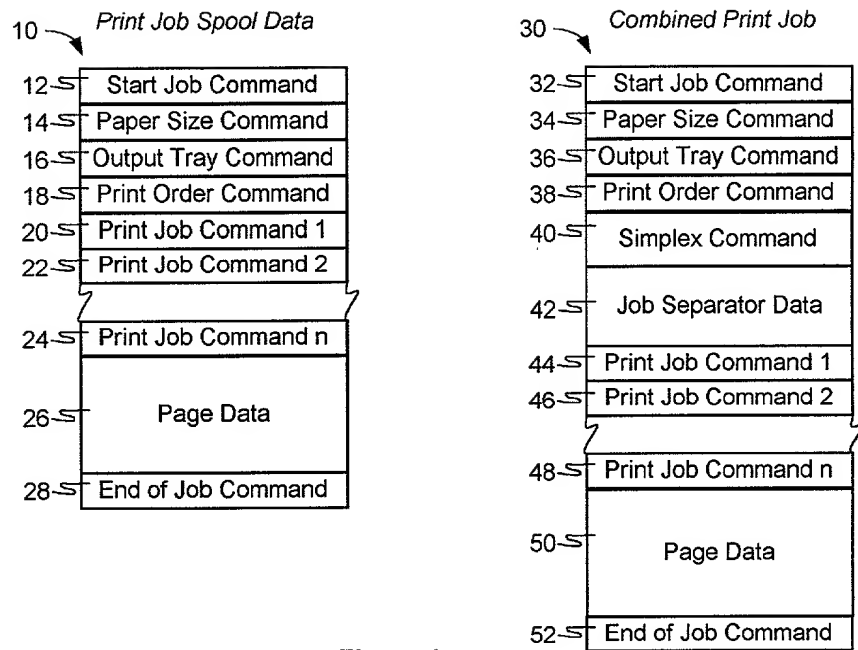 Print Job Spool Data
10
12 Start Job Command
14 Paper Size Command
16 Output Tray Command
18 Print Order Command
20 Print Job Command 1
22 Print Job Command 2
24 Print Job Command n
26 Page Data
28 End of Job Command
Combined Print Job
30
32 Start Job Command
34 Paper Size Command
36 Output Tray Command
38 Print Order Command
40 Simplex Command
42 Job Separator Data
44 Print Job Command 1
46 Print Job Command 2
48 Print Job Command n
50 Page Data
52 End of Job Command